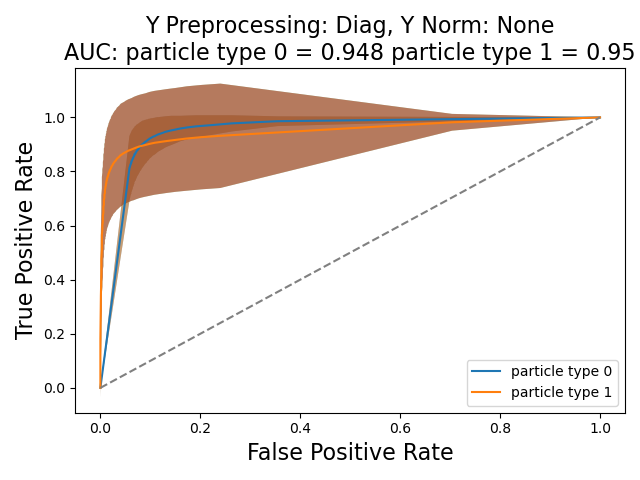 Y Preprocessing: Diag, Y Norm: None
AUC: particle type 0 = 0.948 particle type 1 = 0.95
True Positive Rate
1.0
0.8
0.6
0.4
0.2
0.0
particle type 0
particle type 1
0.0 0.2 0.4 0.6 0.8 1.0
False Positive Rate